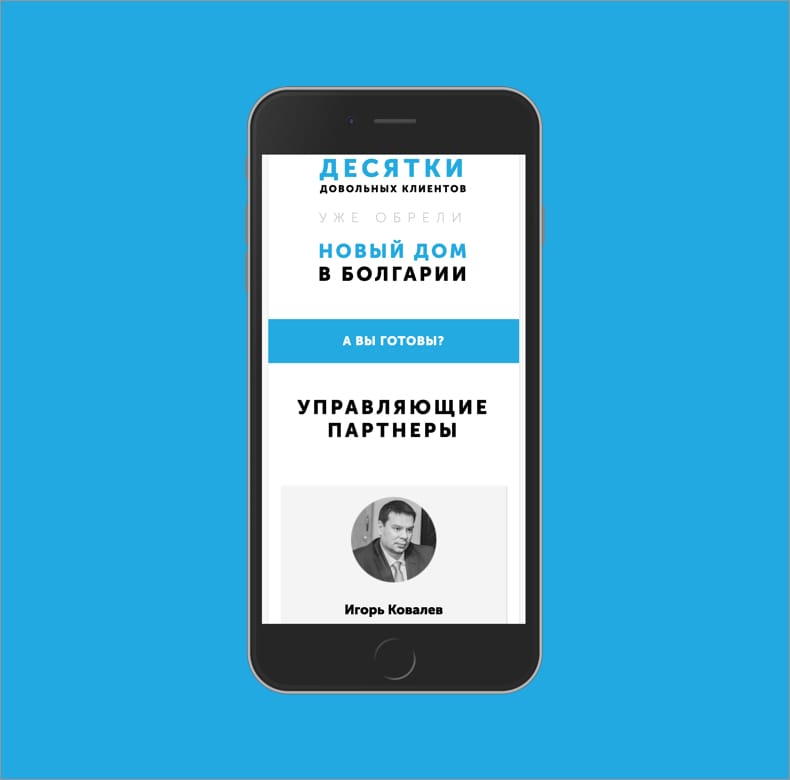 ДЕСЯТКИ
ДОВОЛЬНЫХ КЛИЕНТОВ
УЖЕ ОБРЕЛИ
НОВЫЙ ДОМ
В БОЛГАРИИ
А ВЫ ГОТОВЫ?
УПРАВЛЯЮЩИЕ
ПАРТНЕРЫ
Игорь Ковалев